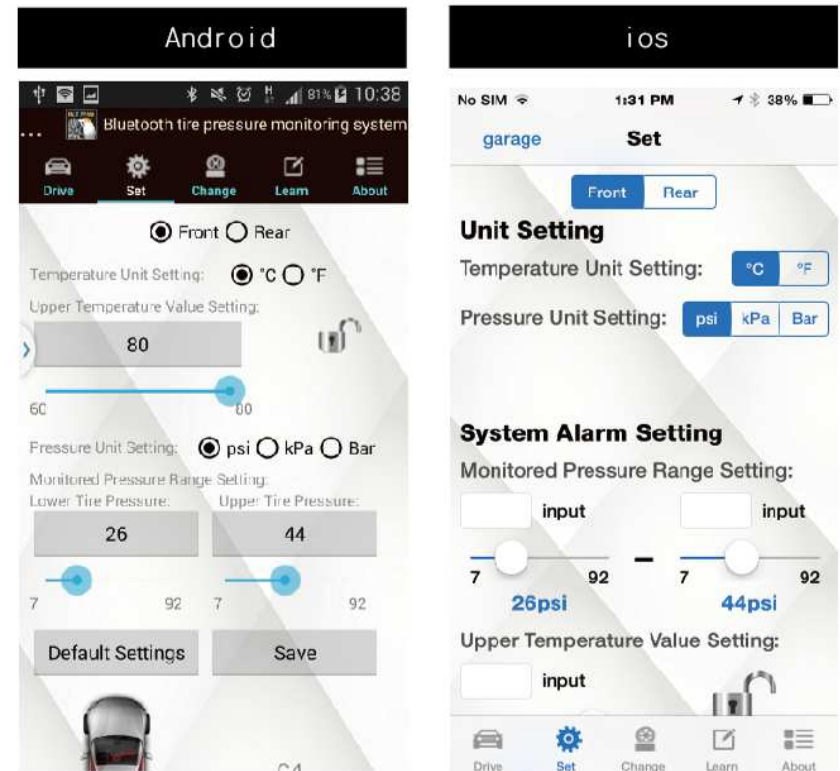 Android
81% 10:38
... Bluetooth tire pressure monitoring system
Drive Set Change Learn About
Front Rear
Temperature Unit Setting: °C °F
Upper Temperature Value Setting:
80
60 80
Pressure Unit Setting: psi kPa Bar
Monitored Pressure Range Setting:
Lower Tire Pressure: Upper Tire Pressure:
26 44
7 92 7 92
Default Settings Save
ios
No SIM 1:31 PM 38%
garage Set
Front Rear
Unit Setting
Temperature Unit Setting: °C °F
Pressure Unit Setting: psi kPa Bar
System Alarm Setting
Monitored Pressure Range Setting:
input input
7 92 – 7 92
26psi 44psi
Upper Temperature Value Setting:
input
Drive Set Change Learn About